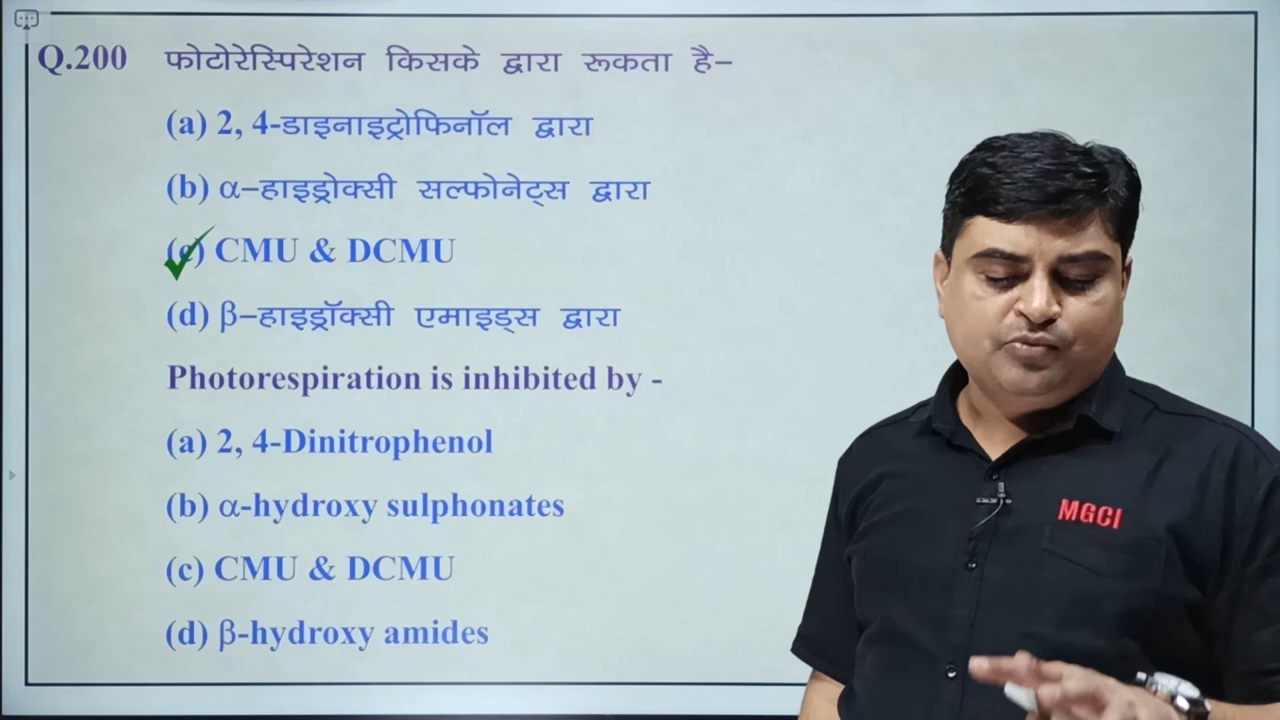 Q.200 फोटोरेस्पिरेशन किसके द्वारा रूकता है–
(a) 2, 4-डाइनाइट्रोफिनॉल द्वारा
(b) α–हाइड्रोक्सी सल्फोनेट्स द्वारा
(c) CMU & DCMU
(d) β–हाइड्रॉक्सी एमाइड्स द्वारा
Photorespiration is inhibited by -
(a) 2, 4-Dinitrophenol
(b) α-hydroxy sulphonates
(c) CMU & DCMU
(d) β-hydroxy amides
MGCI